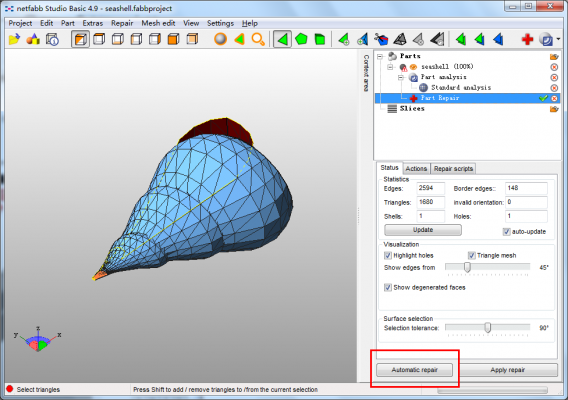 netfabb Studio Basic 4.9 - seashell.fabbproject
Project Edit Part Extras Repair Mesh edit View Settings Help
Context area
Parts
seashell (100%)
Part analysis
Standard analysis
Part Repair
Slices
Status Actions Repair scripts
Statistics
Edges: 2594 Border edges: 148
Triangles: 1680 invalid orientation: 0
Shells: 1 Holes: 1
Update auto-update
Visualization
Highlight holes Triangle mesh
Show edges from 45°
Show degenerated faces
Surface selection
Selection tolerance: 90°
Automatic repair Apply repair
y z x
Select triangles Press Shift to add / remove triangles to /from the current selection